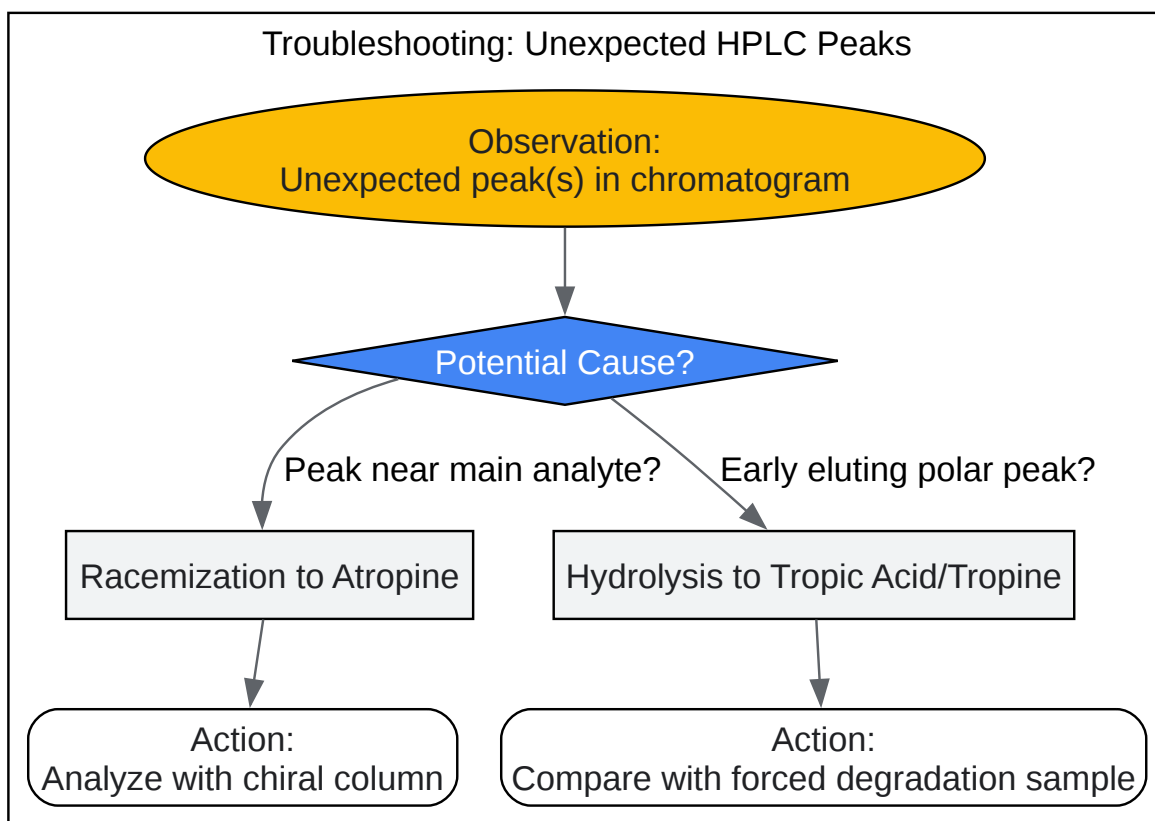 Troubleshooting: Unexpected HPLC Peaks
Observation:
Unexpected peak(s) in chromatogram
Potential Cause?
Peak near main analyte?
Early eluting polar peak?
Racemization to Atropine
Hydrolysis to Tropic Acid/Tropine
Action:
Analyze with chiral column
Action:
Compare with forced degradation sample